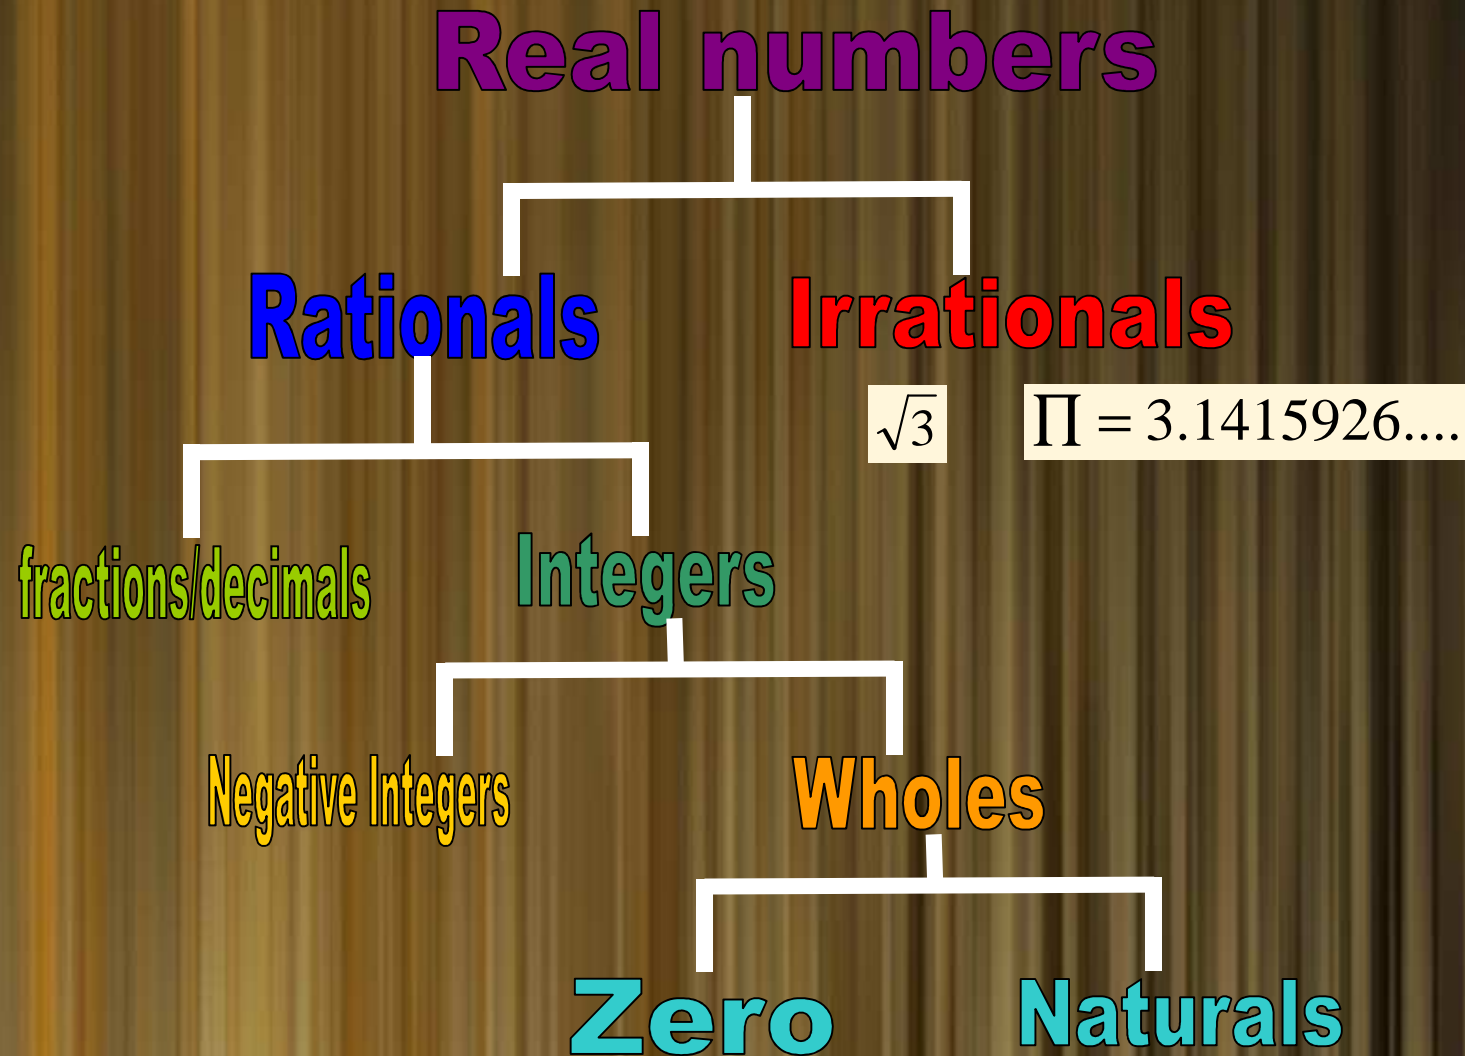 Real numbers
Rationals Irrationals
√3 ∏ = 3.1415926....
fractions/decimals Integers
Negative Integers Wholes
Zero Naturals